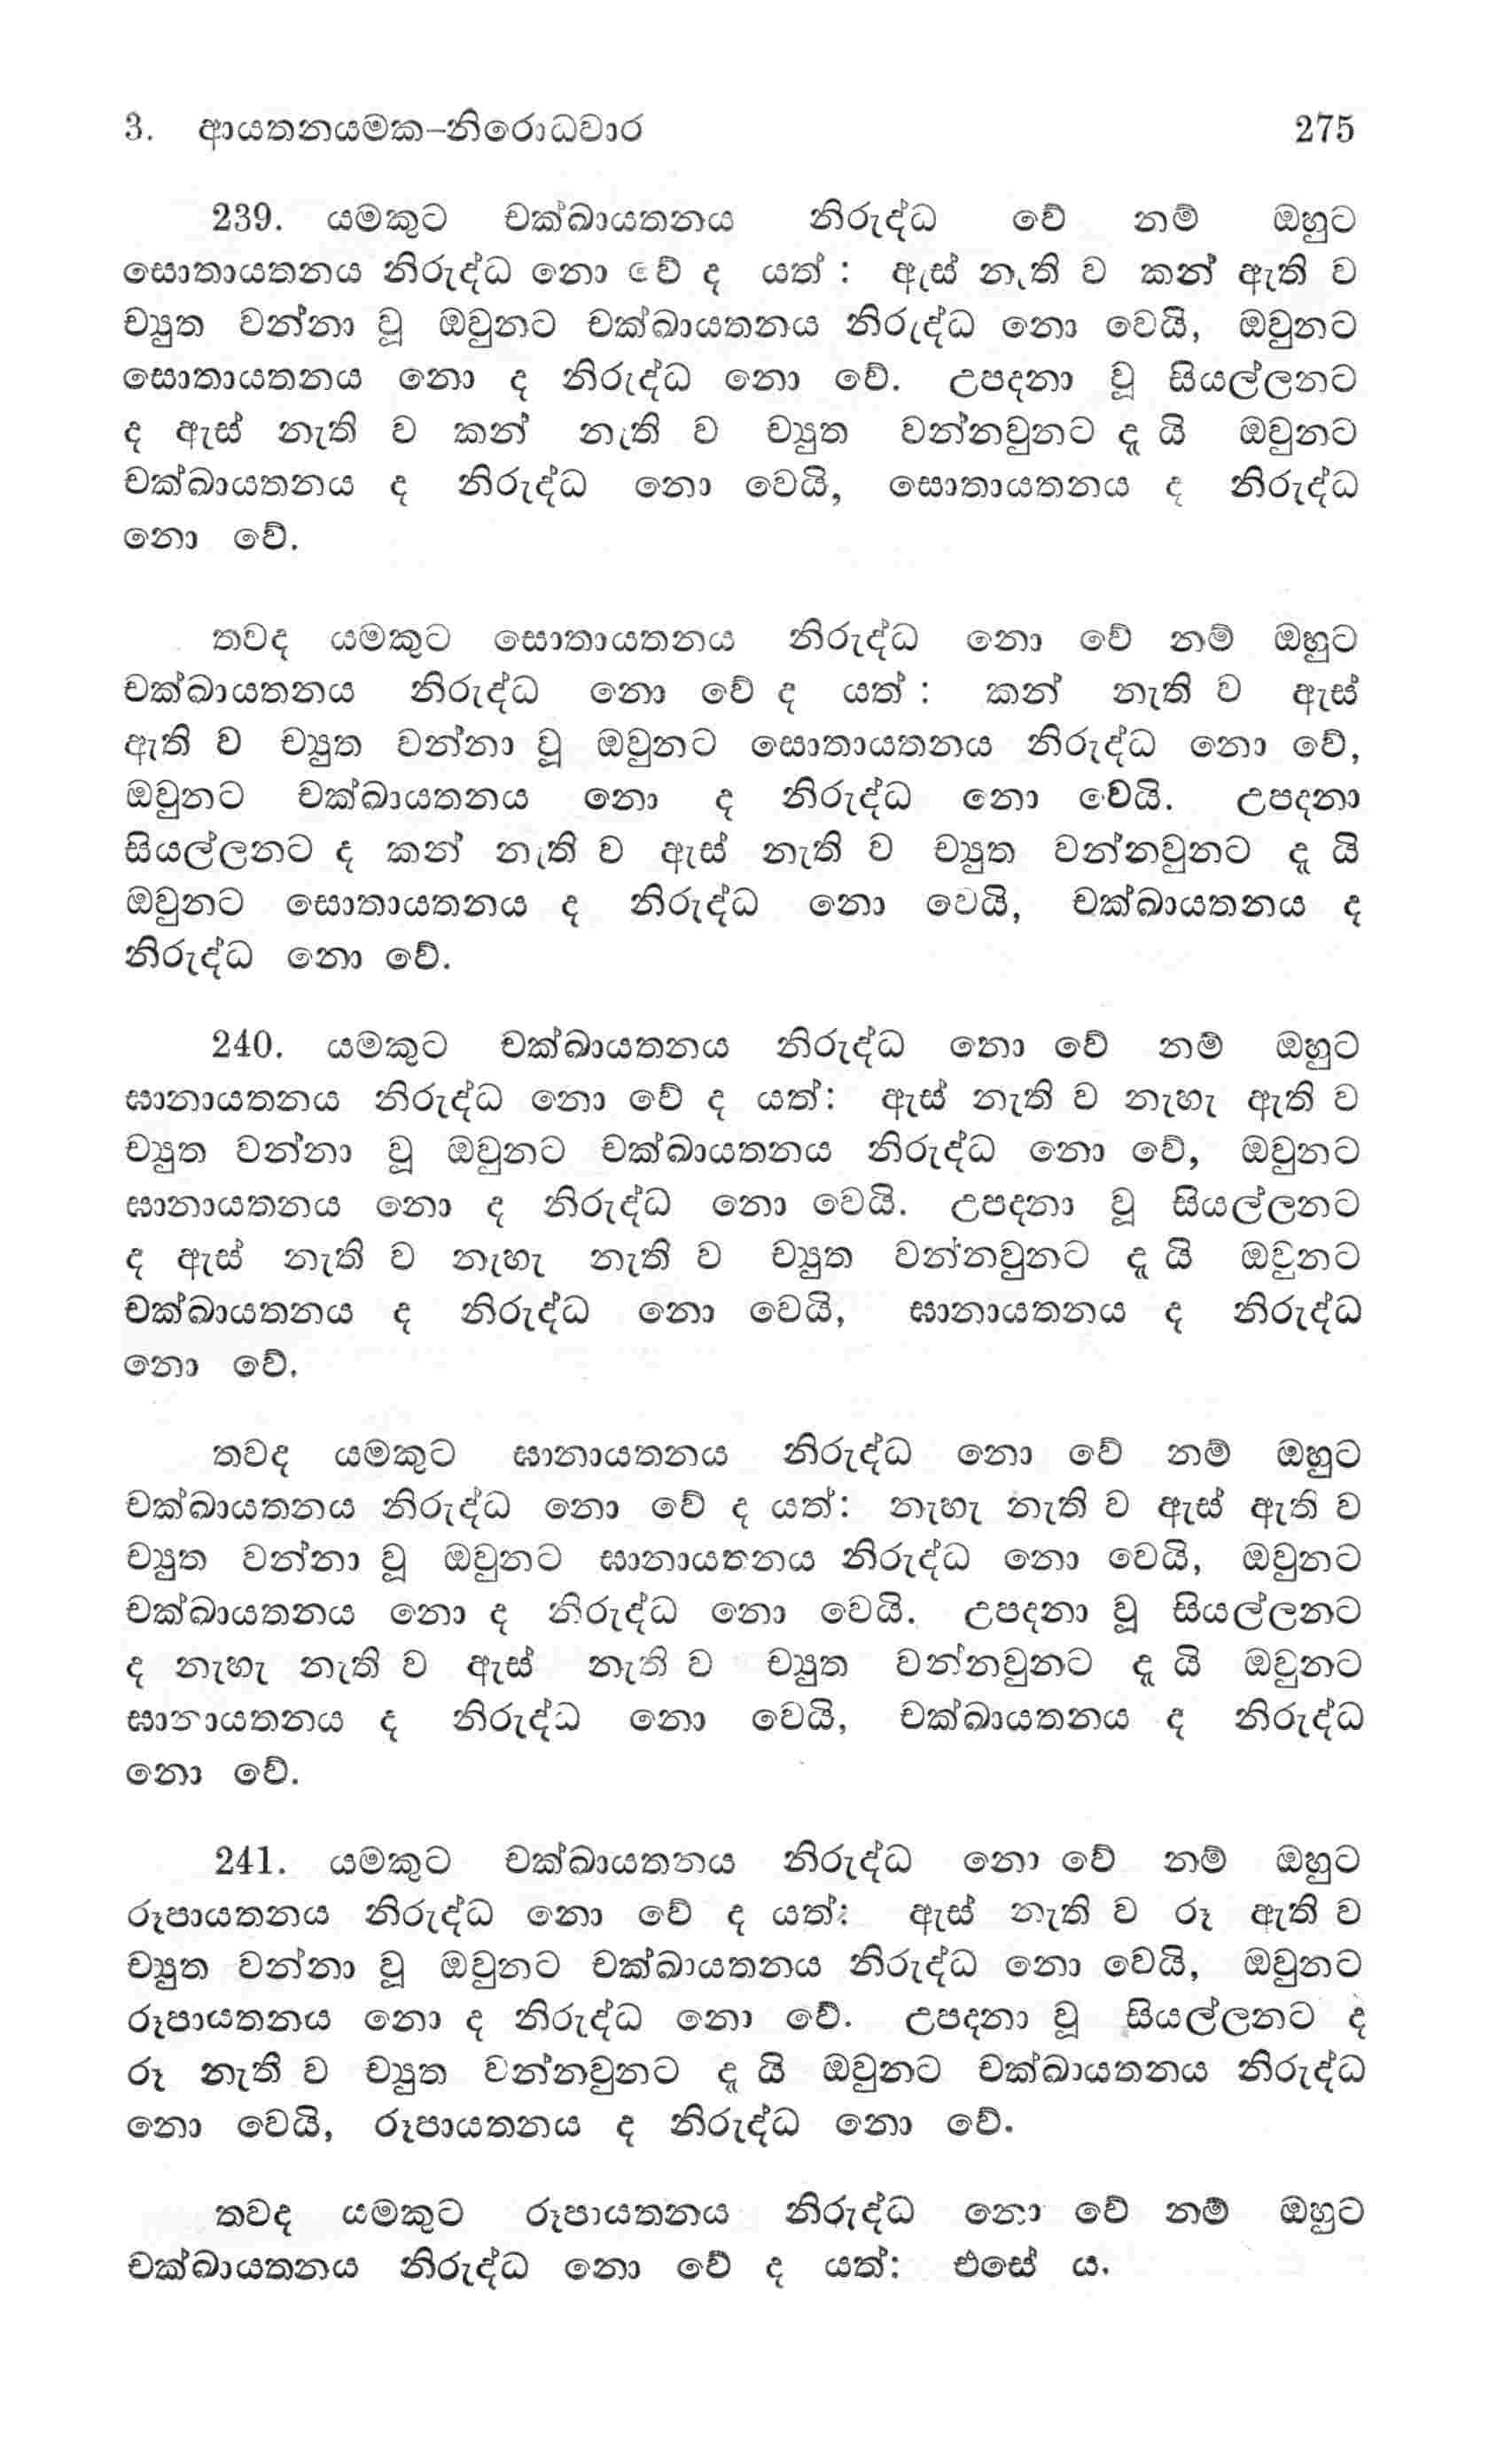 3. ආයතනයමක–නිරොධවාර 275
239. යමකුට චක්ඛායතනය නිරුද්ධ වේ නම් ඔහුට
සොතායතනය නිරුද්ධ නො වේ ද යත් : ඇස් නැති ව කන් ඇති ව
ච්‍යුත වන්නා වූ ඔවුනට චක්ඛායතනය නිරුද්ධ නො වෙයි, ඔවුනට
සොතායතනය නො ද නිරුද්ධ නො වේ. උපදනා වූ සියල්ලනට
ද ඇස් නැති ව කන් නැති ව ච්‍යුත වන්නවුනට දැ යි ඔවුනට
චක්ඛායතනය ද නිරුද්ධ නො වෙයි, සොතායතනය ද නිරුද්ධ
නො වේ.
තවද යමකුට සොතායතනය නිරුද්ධ නො වේ නම් ඔහුට
චක්ඛායතනය නිරුද්ධ නො වේ ද යත් : කන් නැති ව ඇස්
ඇති ව ච්‍යුත වන්නා වූ ඔවුනට සොතායතනය නිරුද්ධ නො වේ,
ඔවුනට චක්ඛායතනය නො ද නිරුද්ධ නො වෙයි. උපදනා
සියල්ලනට ද කන් නැති ව ඇස් නැති ව ච්‍යුත වන්නවුනට දැ යි
ඔවුනට සොතායතනය ද නිරුද්ධ නො වෙයි, චක්ඛායතනය ද
නිරුද්ධ නො වේ.
240. යමකුට චක්ඛායතනය නිරුද්ධ නො වේ නම් ඔහුට
ඝානායතනය නිරුද්ධ නො වේ ද යත්: ඇස් නැති ව නැහැ ඇති ව
ච්‍යුත වන්නා වූ ඔවුනට චක්ඛායතනය නිරුද්ධ නො වේ, ඔවුනට
ඝානායතනය නො ද නිරුද්ධ නො වෙයි. උපදනා වූ සියල්ලනට
ද ඇස් නැති ව නැහැ නැති ව ච්‍යුත වන්නවුනට දැ යි ඔවුනට
චක්ඛායතනය ද නිරුද්ධ නො වෙයි, ඝානායතනය ද නිරුද්ධ
නො වේ.
තවද යමකුට ඝානායතනය නිරුද්ධ නො වේ නම් ඔහුට
චක්ඛායතනය නිරුද්ධ නො වේ ද යත්: නැහැ නැති ව ඇස් ඇති ව
ච්‍යුත වන්නා වූ ඔවුනට ඝානායතනය නිරුද්ධ නො වෙයි, ඔවුනට
චක්ඛායතනය නො ද නිරුද්ධ නො වෙයි. උපදනා වූ සියල්ලනට
ද නැහැ නැති ව ඇස් නැති ව ච්‍යුත වන්නවුනට දැ යි ඔවුනට
ඝානායතනය ද නිරුද්ධ නො වෙයි, චක්ඛායතනය ද නිරුද්ධ
නො වේ.
241. යමකුට චක්ඛායතනය නිරුද්ධ නො වේ නම් ඔහුට
රූපායතනය නිරුද්ධ නො වේ ද යත්: ඇස් නැති ව රූ ඇති ව
ච්‍යුත වන්නා වූ ඔවුනට චක්ඛායතනය නිරුද්ධ නො වෙයි, ඔවුනට
රූපායතනය නො ද නිරුද්ධ නො වේ. උපදනා වූ සියල්ලනට ද
රූ නැති ව ච්‍යුත වන්නවුනට දැ යි ඔවුනට චක්ඛායතනය නිරුද්ධ
නො වෙයි, රූපායතනය ද නිරුද්ධ නො වේ.
තවද යමකුට රූපායතනය නිරුද්ධ නො වේ නම් ඔහුට
චක්ඛායතනය නිරුද්ධ නො වේ ද යත්: එසේ ය.